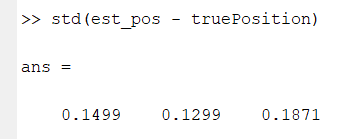 >> std(est_pos - truePosition)
ans =
0.1499 0.1299 0.1871